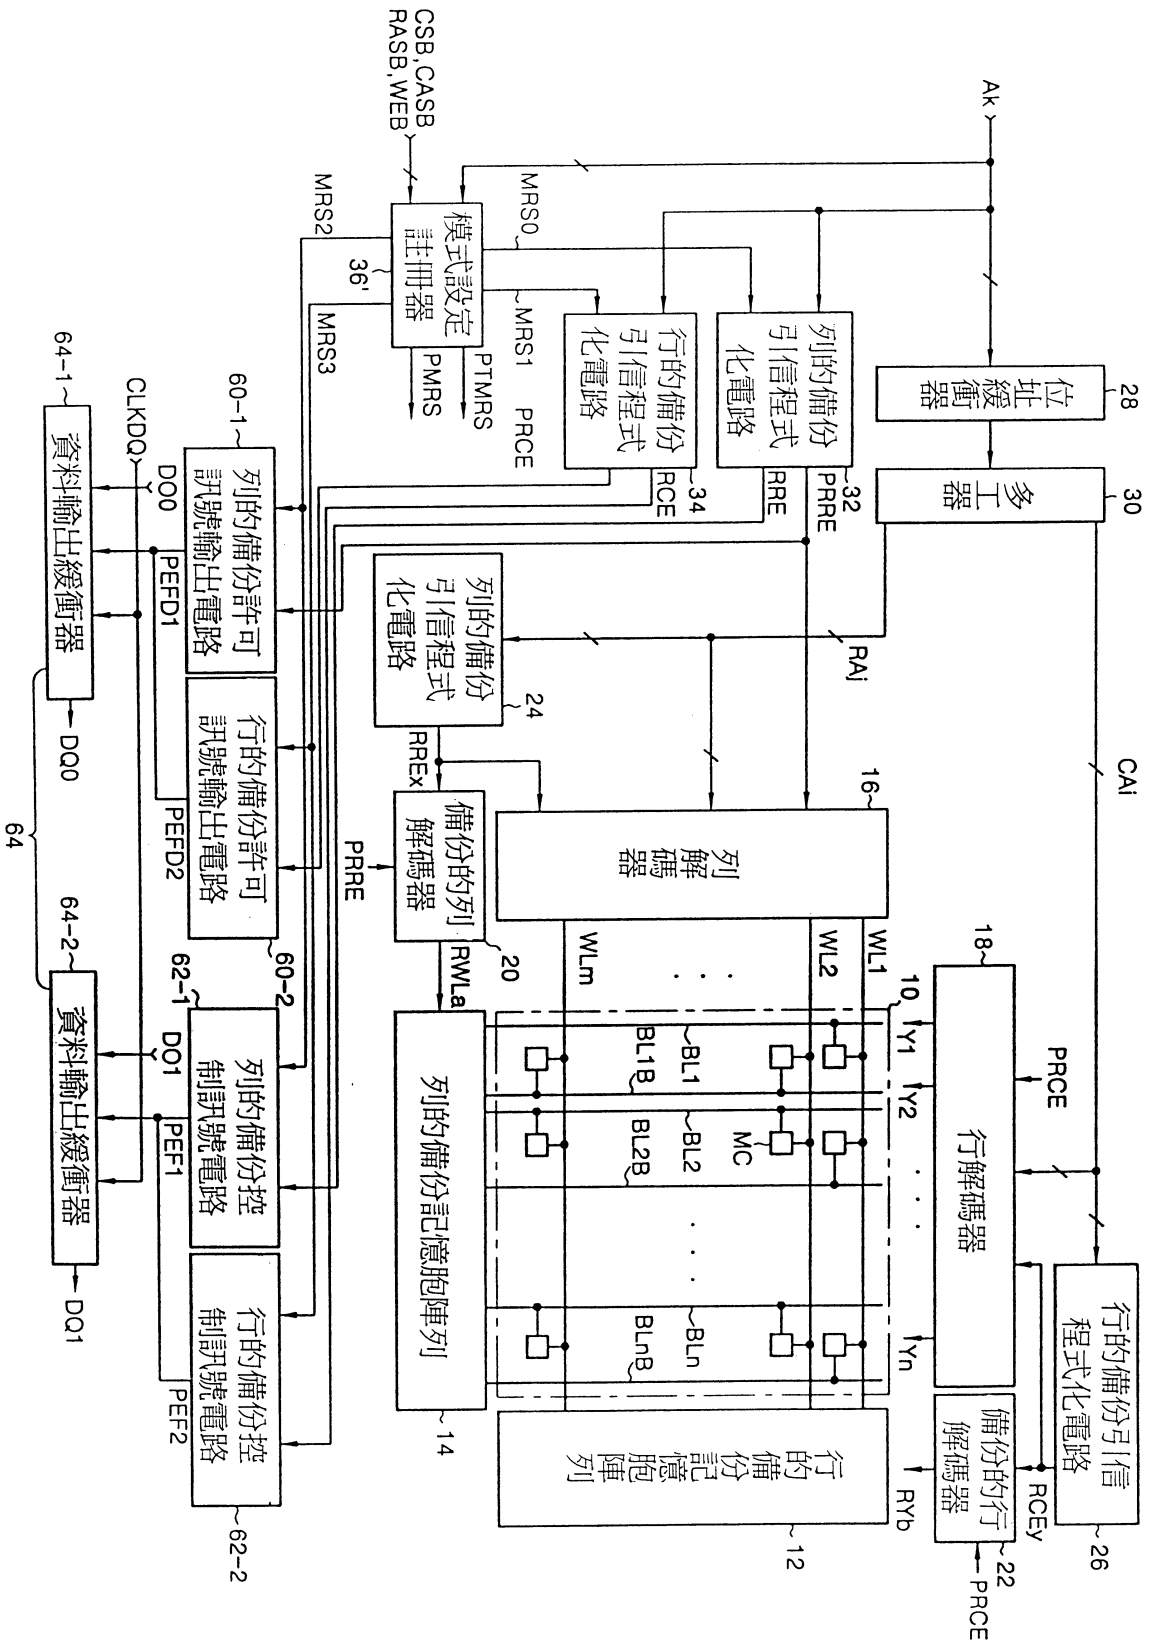 Ak
CSB,CASB
RASB,WEB
28
位
址
緩
衝
器
30
多
工
器
CAi
RAj
MRS0
MRS1
MRS2
MRS3
模式設定
註冊器
36'
PTMRS
PMRS
列的備份
引信程式
化電路
32
PRRE
RRE
行的備份
引信程式
化電路
34
RCE
PRCE
列的備份
引信程式
化電路
24
RREx
16
列
解
碼
器
備份的列
解碼器
20
PRRE
RWLa
WL1
WL2
WLm
18
行解碼器
PRCE
行的備份引信
程式化電路
26
RCEy
備份的行
解碼器
22
PRCE
10
Y1
Y2
Yn
RYb
BL1
BL1B
BL2
BL2B
MC
BLn
BLnB
列的備份記憶胞陣列
14
行
的
備
份
記
憶
胞
陣
列
12
60-1
列的備份許可
訊號輸出電路
行的備份許可
訊號輸出電路
60-2
62-1
列的備份控
制訊號電路
行的備份控
制訊號電路
62-2
PEFD1
PEFD2
PEF1
PEF2
CLKDQ
DO0
DO1
64-1
資料輸出緩衝器
DQ0
64
64-2
資料輸出緩衝器
DQ1